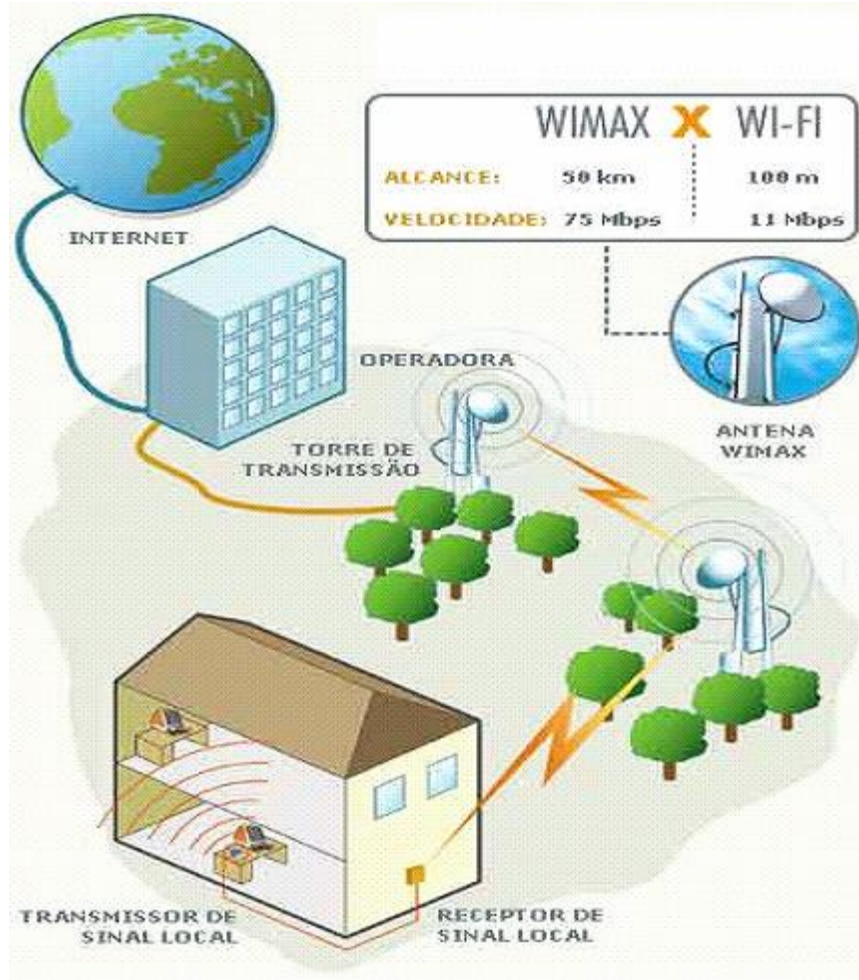 WIMAX X WI-FI
ALCANCE: 50 km 100 m
VELOCIDADE: 75 Mbps 11 Mbps
INTERNET
OPERADORA
TORRE DE
TRANSMISSÃO
ANTENA
WIMAX
TRANSMISSOR DE
SINAL LOCAL
RECEPTOR DE
SINAL LOCAL